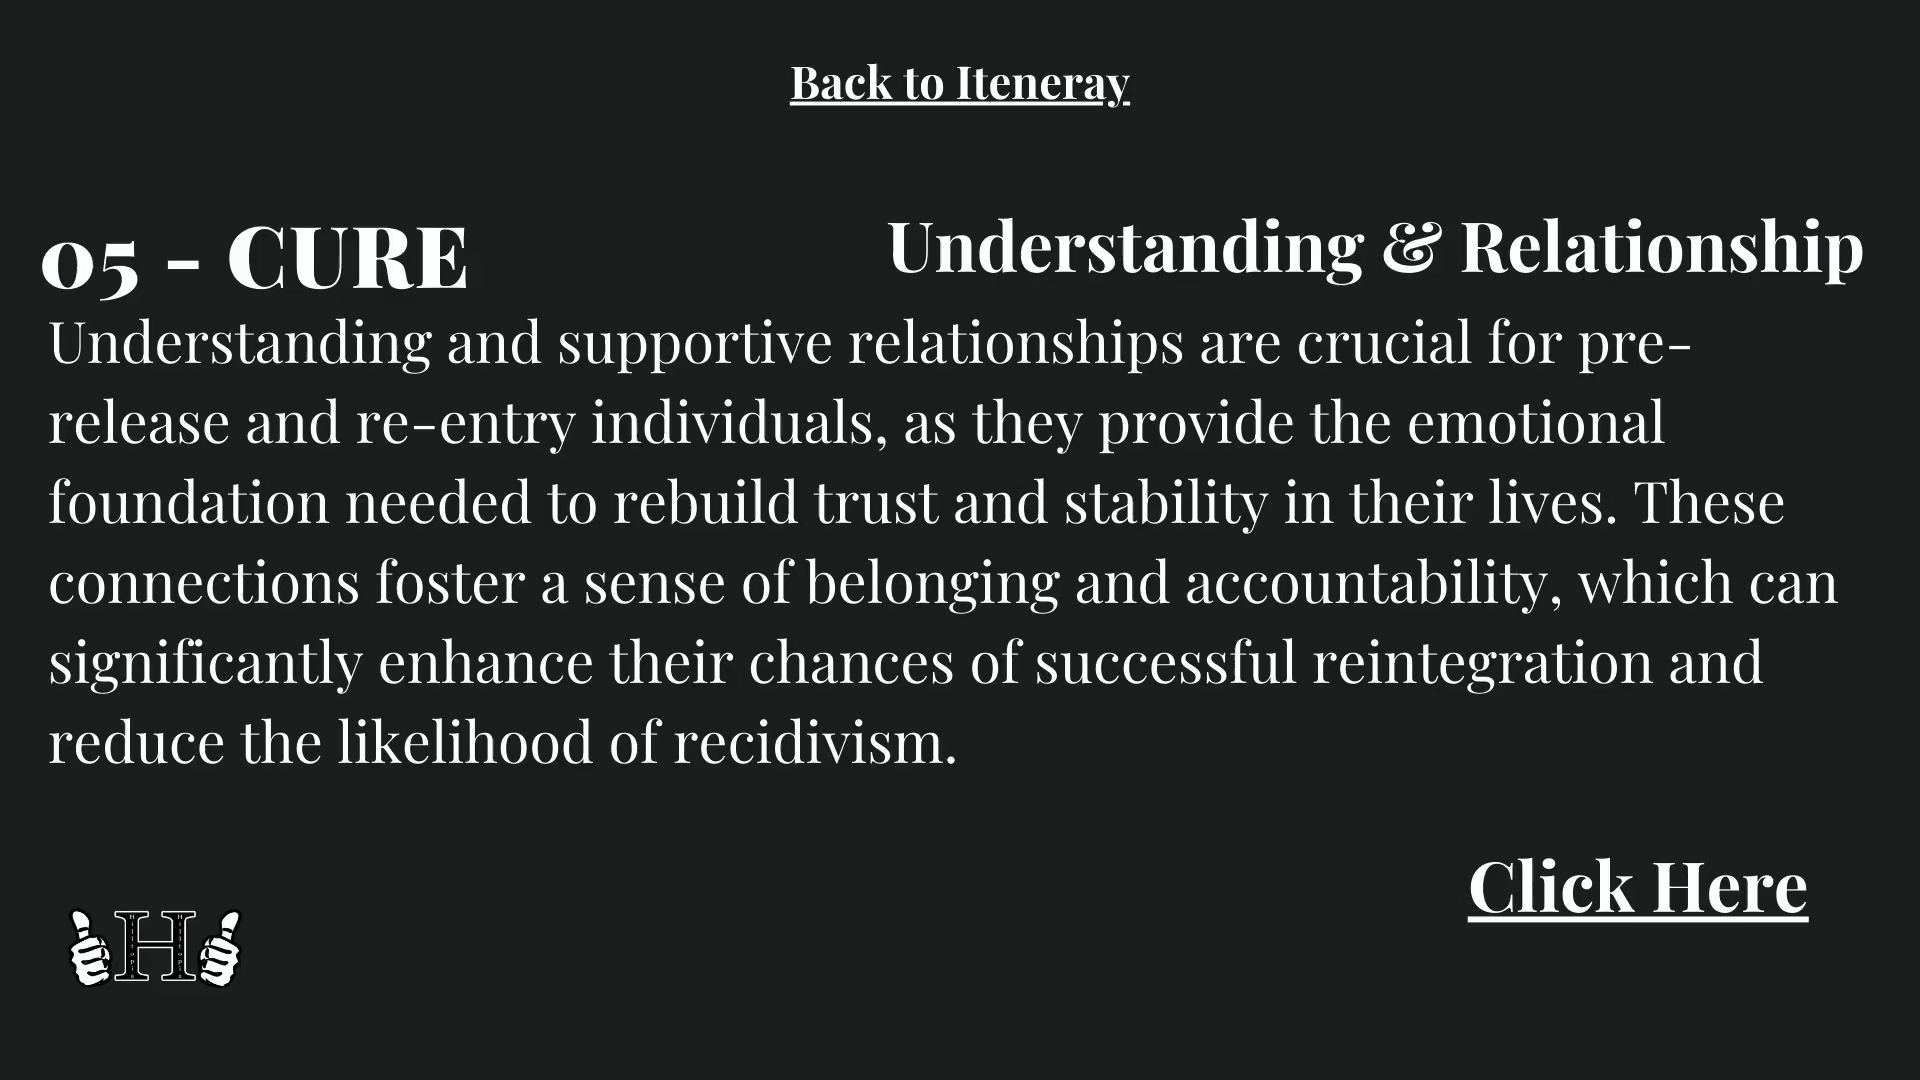 Back to Iteneray
05 - CURE
Understanding & Relationship
Understanding and supportive relationships are crucial for pre-
release and re-entry individuals, as they provide the emotional
foundation needed to rebuild trust and stability in their lives. These
connections foster a sense of belonging and accountability, which can
significantly enhance their chances of successful reintegration and
reduce the likelihood of recidivism.
Click Here
H